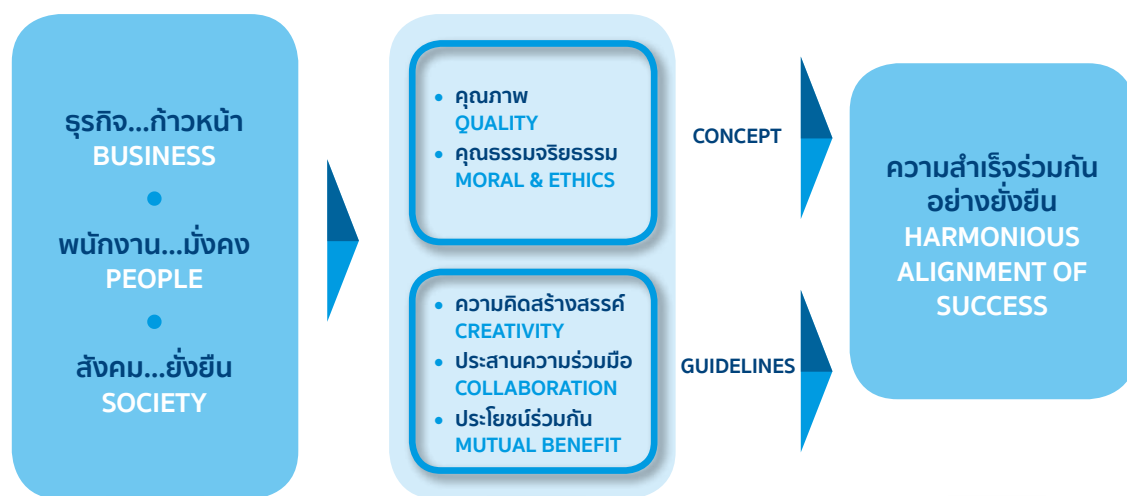 ธุรกิจ...ก้าวหน้า
BUSINESS
พนักงาน...มั่งคง
PEOPLE
สังคม...ยั่งยืน
SOCIETY
• คุณภาพ
QUALITY
• คุณธรรมจริยธรรม
MORAL & ETHICS
• ความคิดสร้างสรรค์
CREATIVITY
• ประสานความร่วมมือ
COLLABORATION
• ประโยชน์ร่วมกัน
MUTUAL BENEFIT
CONCEPT
GUIDELINES
ความสำเร็จร่วมกัน
อย่างยั่งยืน
HARMONIOUS
ALIGNMENT OF
SUCCESS